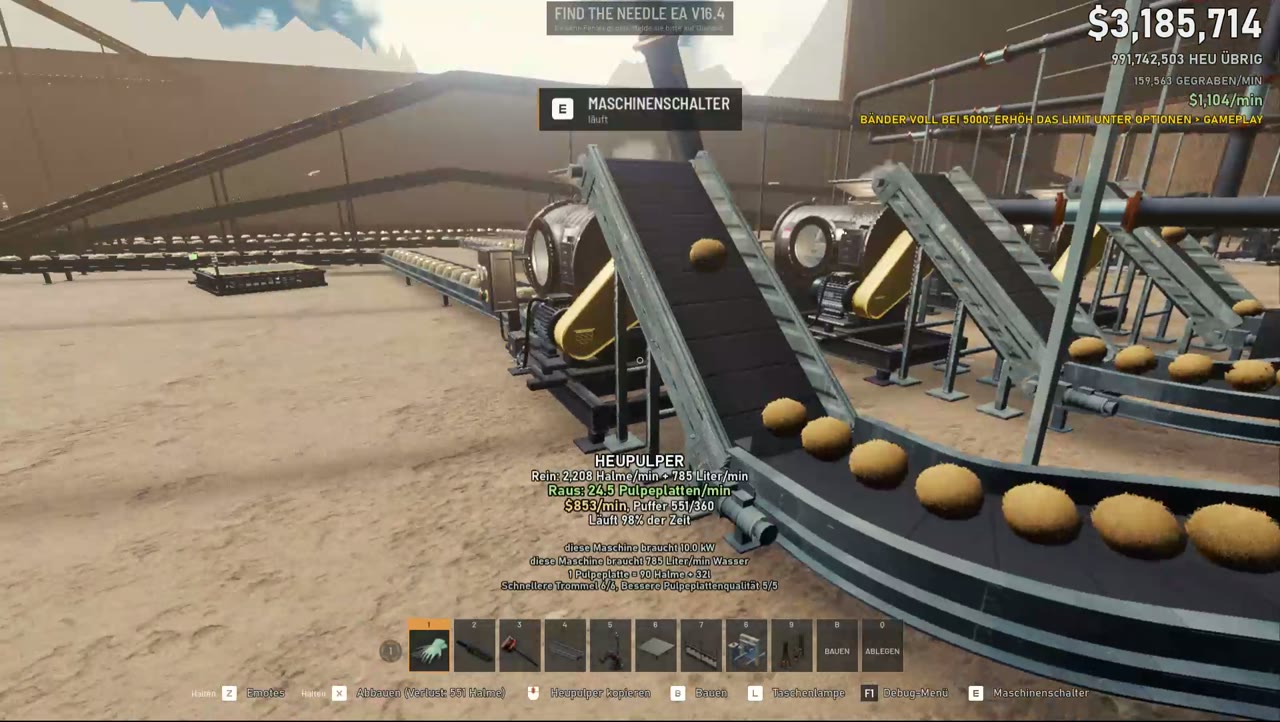 FIND THE NEEDLE EA V16.4
$3,185,714
991,742,503 HEU ÜBRIG
159,563 GEGRABEN/MIN
$1,104/min
BÄNDER VOLL BEI 5000: ERHÖH DAS LIMIT UNTER OPTIONEN > GAMEPLAY
E
MASCHINENSCHALTER
läuft
HEUPULPER
Rein: 2,208 Halme/min + 785 Liter/min
Raus: 24.5 Pulpeplatten/min
$853/min, Puffer 551/360
Läuft 98% der Zeit
diese Maschine braucht 10.0 kW
diese Maschine braucht 785 Liter/min Wasser
1 Pulpeplatte = 90 Halme + 32l
Schnellere Trommel 6/6, Bessere Pulpeplattenqualität 5/5
1 2 3 4 5 6 7 8 9 B 0
1
BAUEN ABLEGEN
Halten Z Emotes Halten X Abbauen (Verlust: 551 Halme) Heupulper kopieren B Bauen L Taschenlampe F1 Debug-Menü E Maschinenschalter